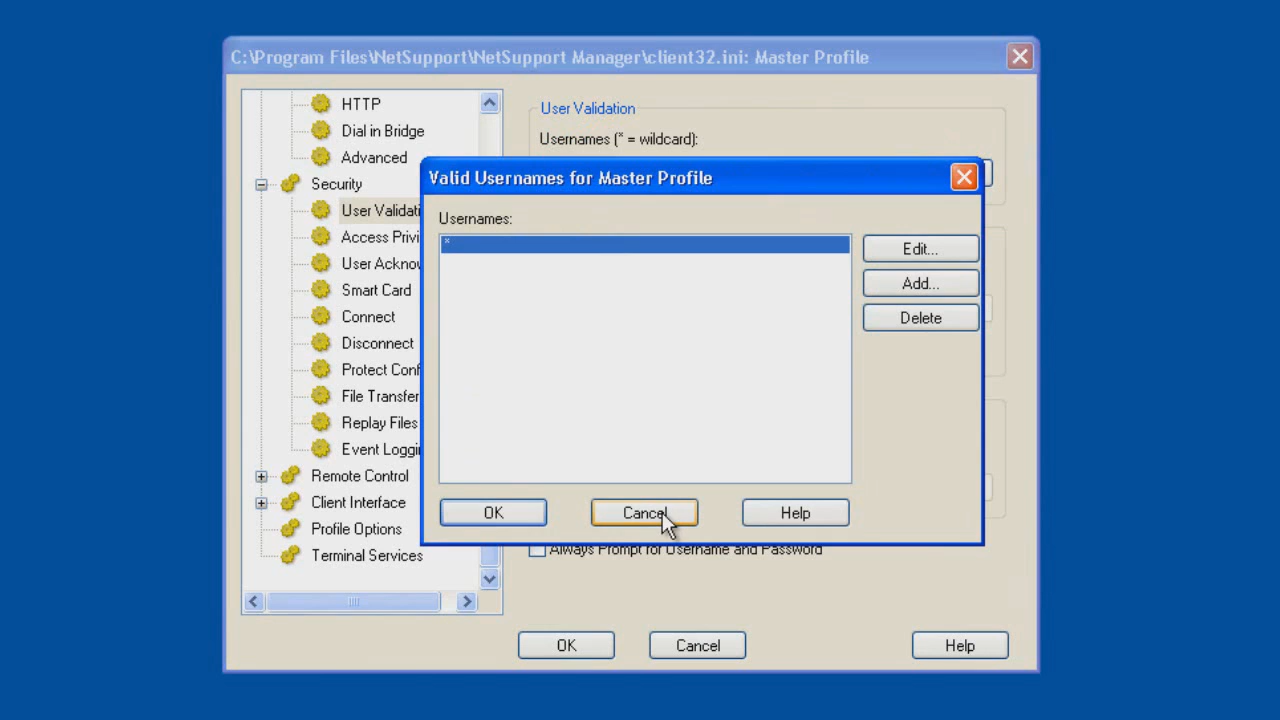 C:\Program Files\NetSupport\NetSupport Manager\client32.ini: Master Profile
HTTP
Dial in Bridge
Advanced
Security
User Validati
Access Privi
User Acknow
Smart Card
Connect
Disconnect
Protect Conf
File Transfer
Replay Files
Event Loggi
Remote Control
Client Interface
Profile Options
Terminal Services
User Validation
Usernames (* = wildcard):
Valid Usernames for Master Profile
Usernames:
*
Edit...
Add...
Delete
OK
Cancel
Help
Always Prompt for Username and Password
OK
Cancel
Help